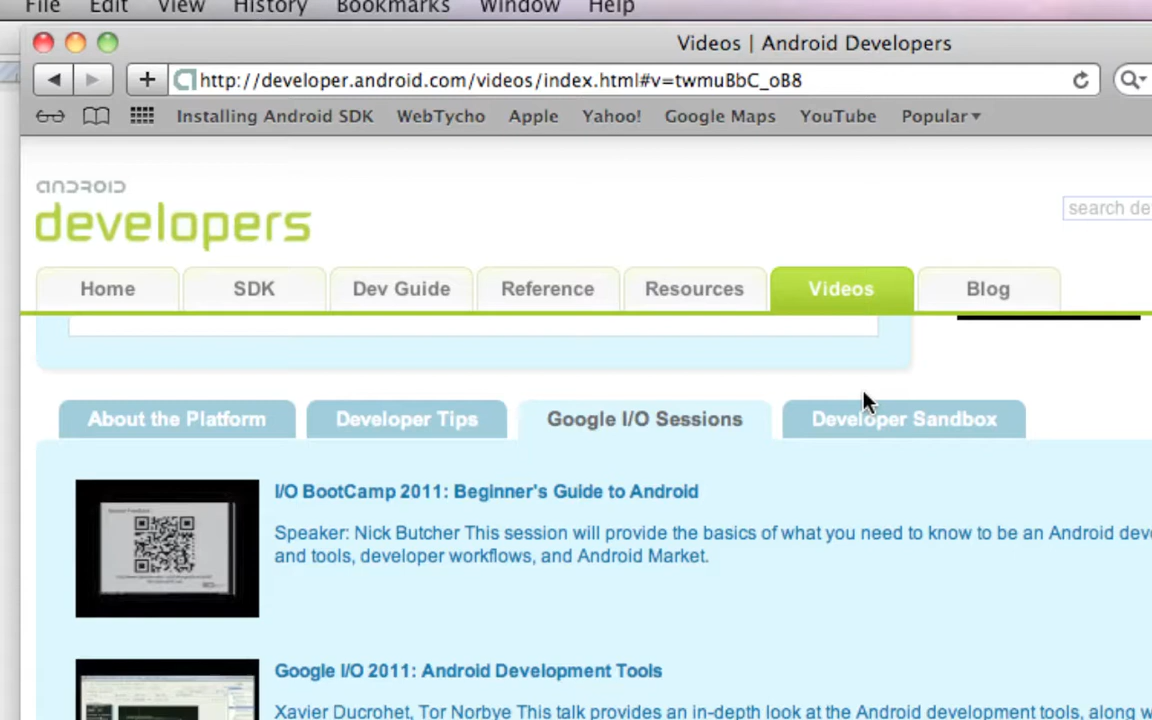 File Edit View History Bookmarks Window Help
Videos | Android Developers
http://developer.android.com/videos/index.html#v=twmuBbC_oB8
Installing Android SDK WebTycho Apple Yahoo! Google Maps YouTube Popular
android
developers
search de
Home SDK Dev Guide Reference Resources Videos Blog
About the Platform Developer Tips Google I/O Sessions Developer Sandbox
I/O BootCamp 2011: Beginner's Guide to Android
Speaker: Nick Butcher This session will provide the basics of what you need to know to be an Android deve
and tools, developer workflows, and Android Market.
Google I/O 2011: Android Development Tools
Xavier Ducrohet, Tor Norbye This talk provides an in-depth look at the Android development tools, along w